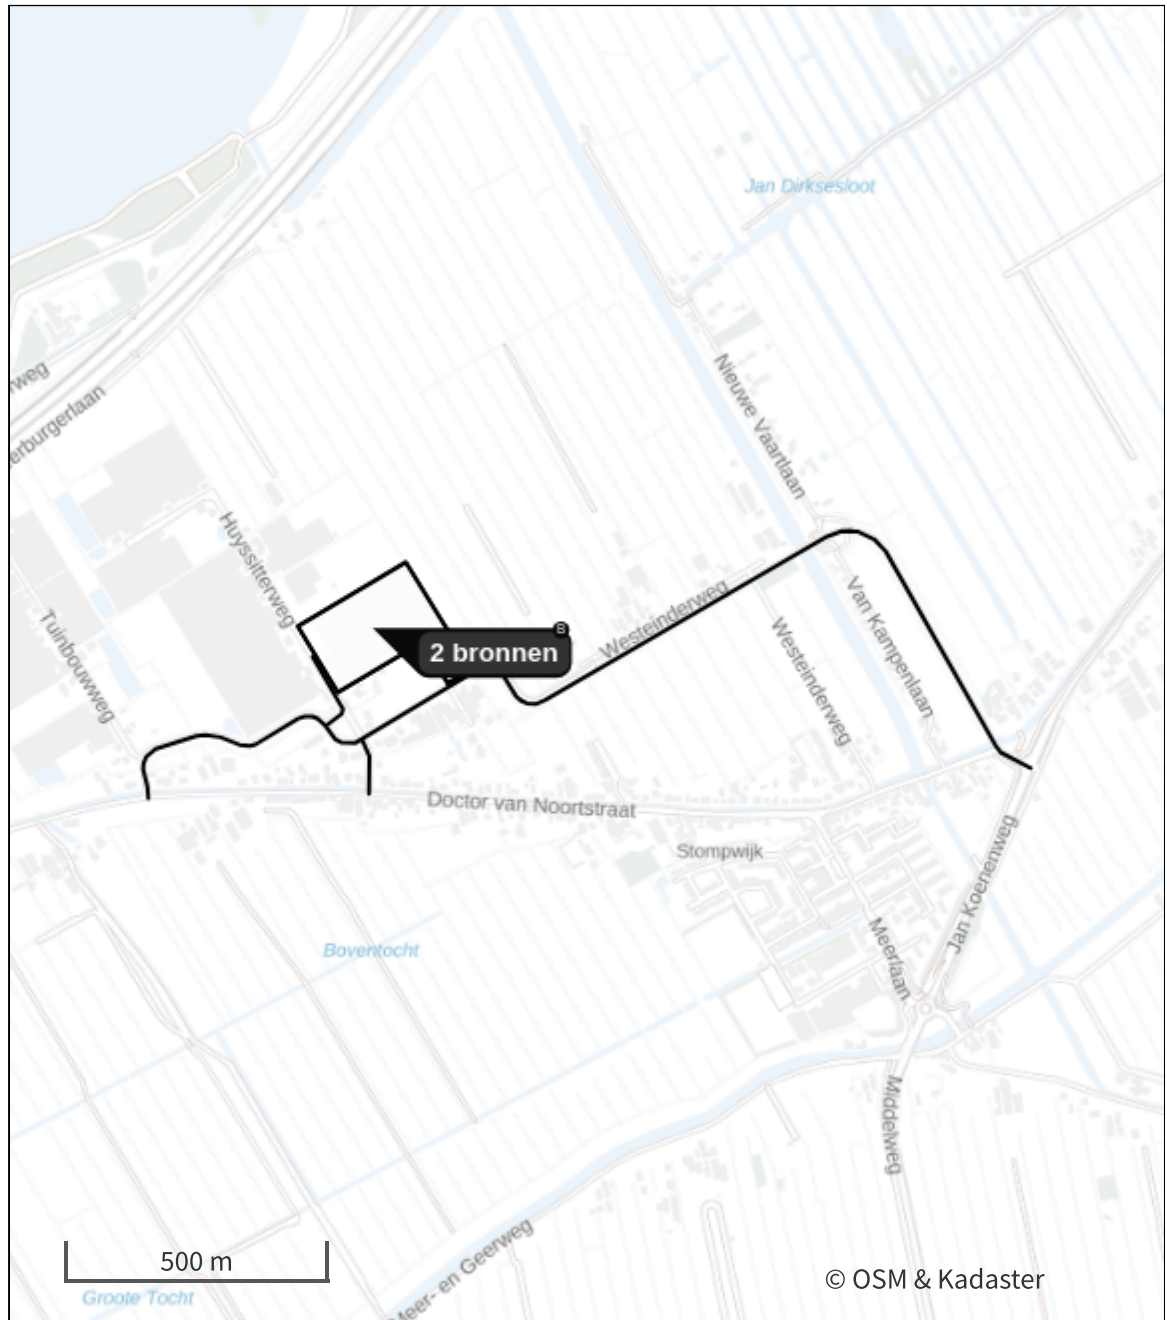 Jan Dirksesloot
rweg
erburgerlaan
Nieuwe Vaartlaan
Huyssitterweg
Tuinbouwweg
B
2 bronnen
Westeinderweg
Van Kampenlaan
Westeinderweg
Doctor van Noortstraat
Stompwijk
Jan Koenenweg
Meerlaan
Boventocht
Middelweg
Meer- en Geerweg
500 m
Groote Tocht
© OSM & Kadaster